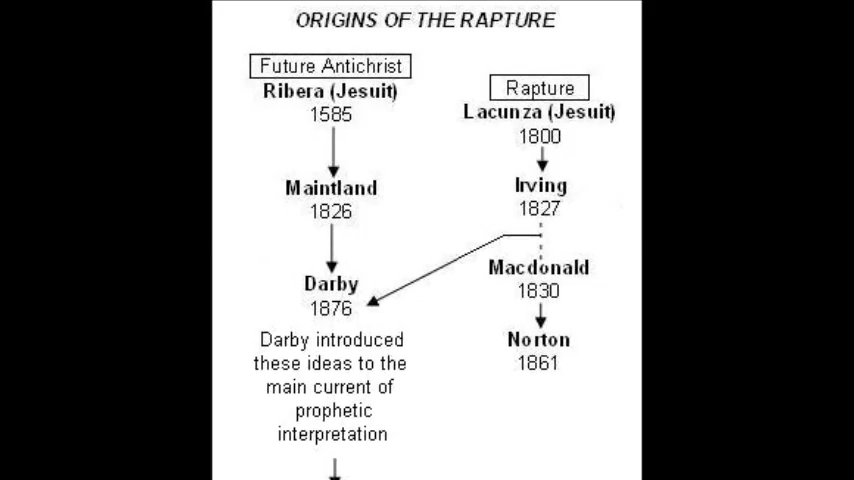 ORIGINS OF THE RAPTURE
Future Antichrist
Ribera (Jesuit)
1585
Maintland
1826
Darby
1876
Darby introduced
these ideas to the
main current of
prophetic
interpretation
Rapture
Lacunza (Jesuit)
1800
Irving
1827
Macdonald
1830
Norton
1861